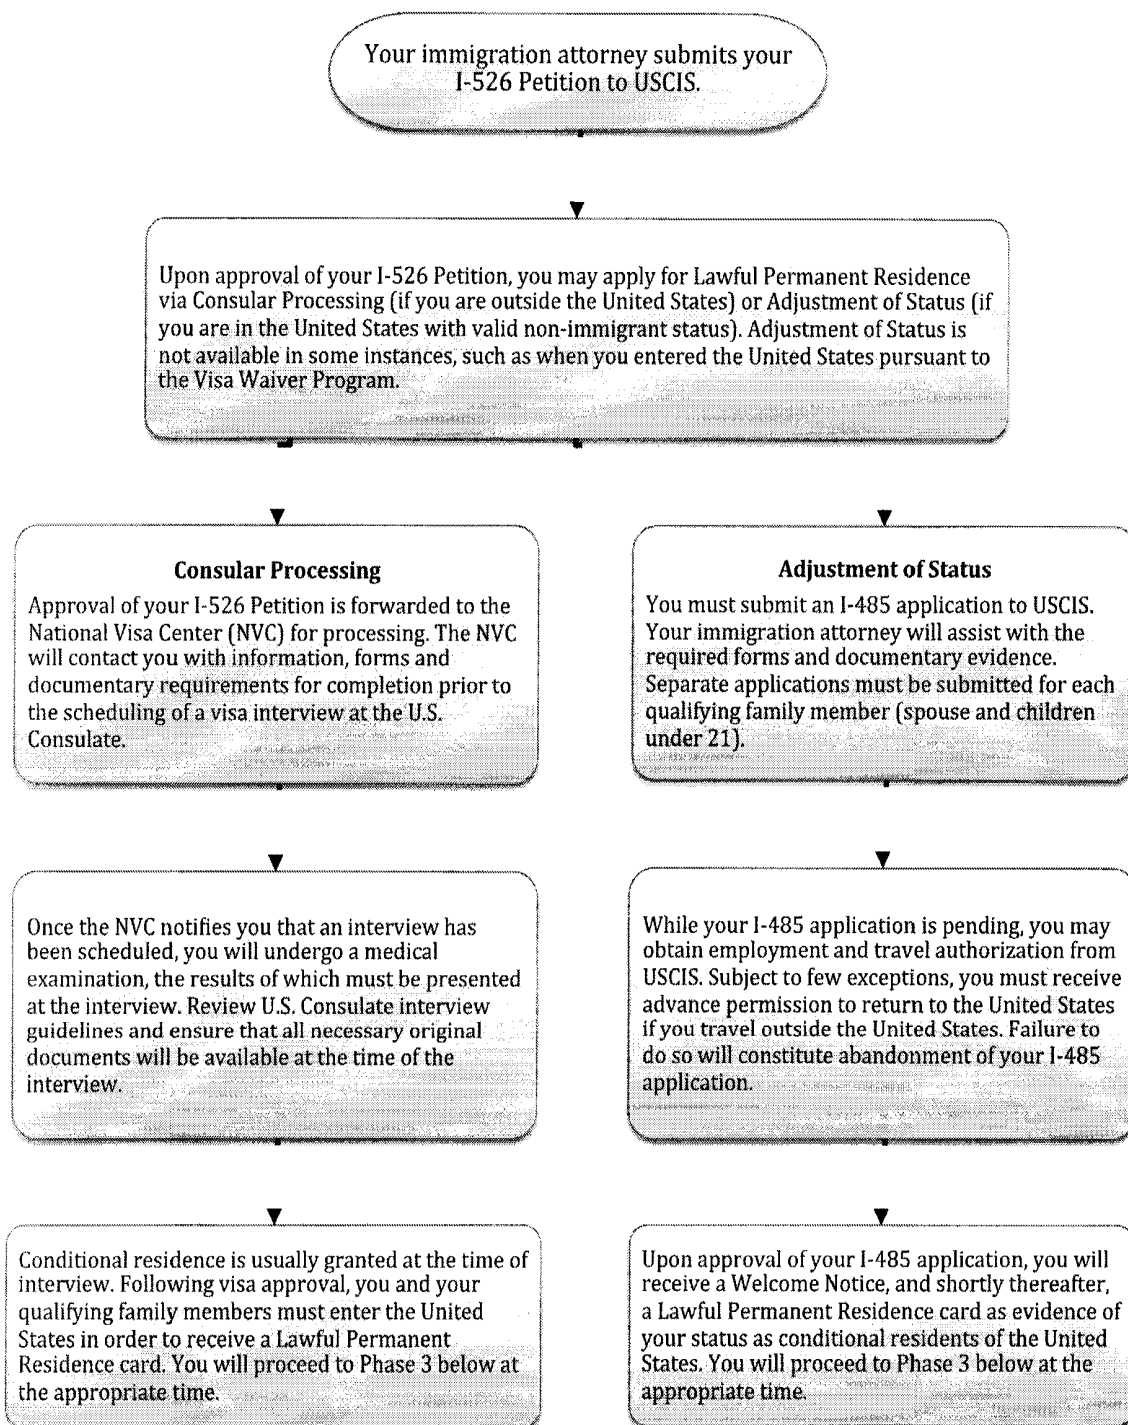 Your immigration attorney submits your
I-526 Petition to USCIS.
Upon approval of your I-526 Petition, you may apply for Lawful Permanent Residence
via Consular Processing (if you are outside the United States) or Adjustment of Status (if
you are in the United States with valid non-immigrant status). Adjustment of Status is
not available in some instances, such as when you entered the United States pursuant to
the Visa Waiver Program.
Consular Processing
Approval of your I-526 Petition is forwarded to the
National Visa Center (NVC) for processing. The NVC
will contact you with information, forms and
documentary requirements for completion prior to
the scheduling of a visa interview at the U.S.
Consulate.
Adjustment of Status
You must submit an I-485 application to USCIS.
Your immigration attorney will assist with the
required forms and documentary evidence.
Separate applications must be submitted for each
qualifying family member (spouse and children
under 21).
Once the NVC notifies you that an interview has
been scheduled, you will undergo a medical
examination, the results of which must be presented
at the interview. Review U.S. Consulate interview
guidelines and ensure that all necessary original
documents will be available at the time of the
interview.
While your I-485 application is pending, you may
obtain employment and travel authorization from
USCIS. Subject to few exceptions, you must receive
advance permission to return to the United States
if you travel outside the United States. Failure to
do so will constitute abandonment of your I-485
application.
Conditional residence is usually granted at the time of
interview. Following visa approval, you and your
qualifying family members must enter the United
States in order to receive a Lawful Permanent
Residence card. You will proceed to Phase 3 below at
the appropriate time.
Upon approval of your I-485 application, you will
receive a Welcome Notice, and shortly thereafter,
a Lawful Permanent Residence card as evidence of
your status as conditional residents of the United
States. You will proceed to Phase 3 below at the
appropriate time.